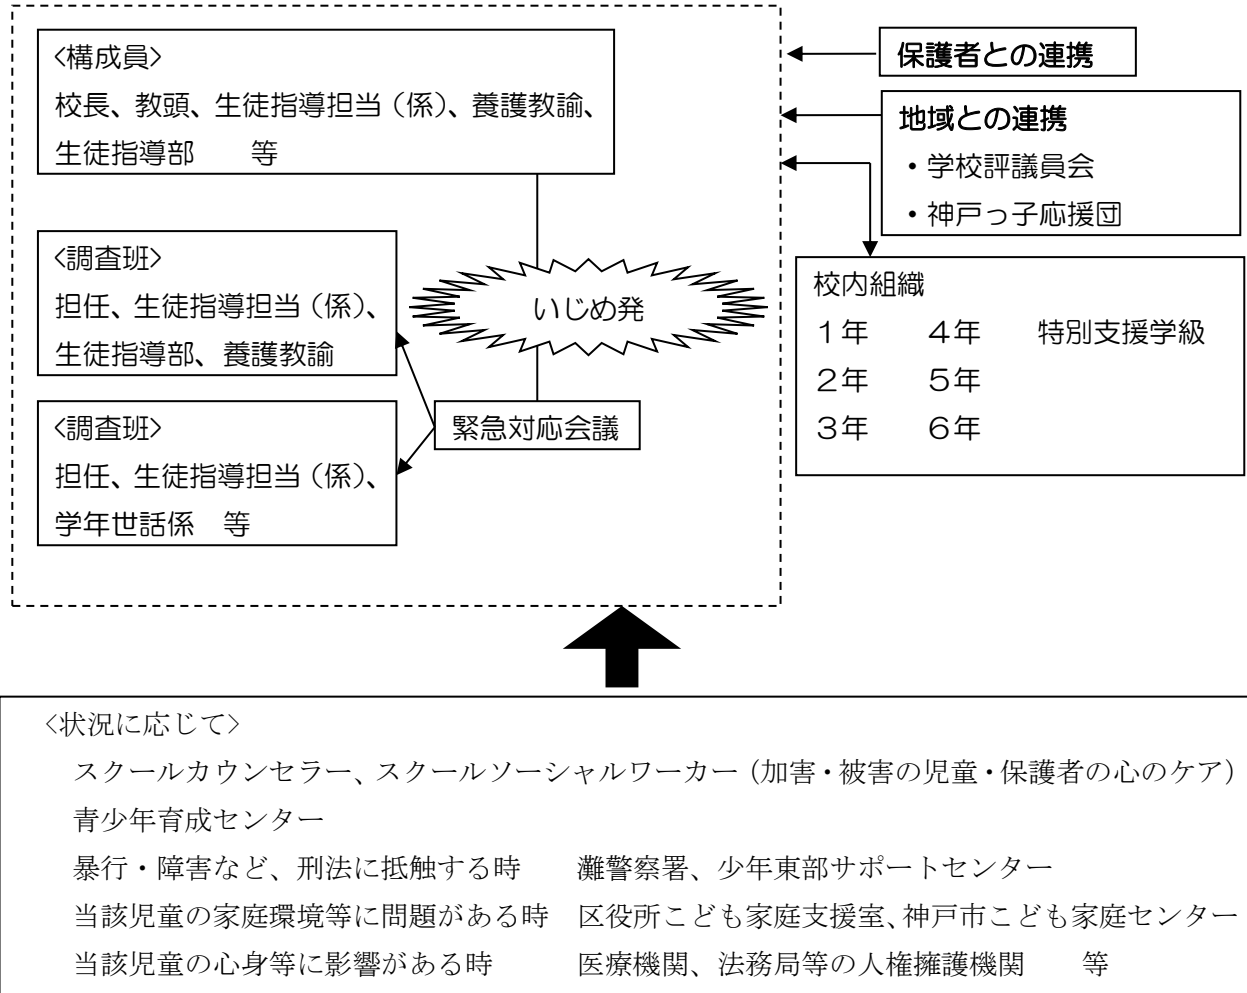 〈構成員〉
校長、教頭、生徒指導担当（係）、養護教諭、
生徒指導部　　等
保護者との連携
地域との連携
・学校評議員会
・神戸っ子応援団
〈調査班〉
担任、生徒指導担当（係）、
生徒指導部、養護教諭
いじめ発
校内組織
１年　　４年　　特別支援学級
２年　　５年
３年　　６年
〈調査班〉
担任、生徒指導担当（係）、
学年世話係　等
緊急対応会議
〈状況に応じて〉
スクールカウンセラー、スクールソーシャルワーカー（加害・被害の児童・保護者の心のケア）
青少年育成センター
暴行・障害など、刑法に抵触する時　　灘警察署、少年東部サポートセンター
当該児童の家庭環境等に問題がある時　区役所こども家庭支援室、神戸市こども家庭センター
当該児童の心身等に影響がある時　　　医療機関、法務局等の人権擁護機関　　等